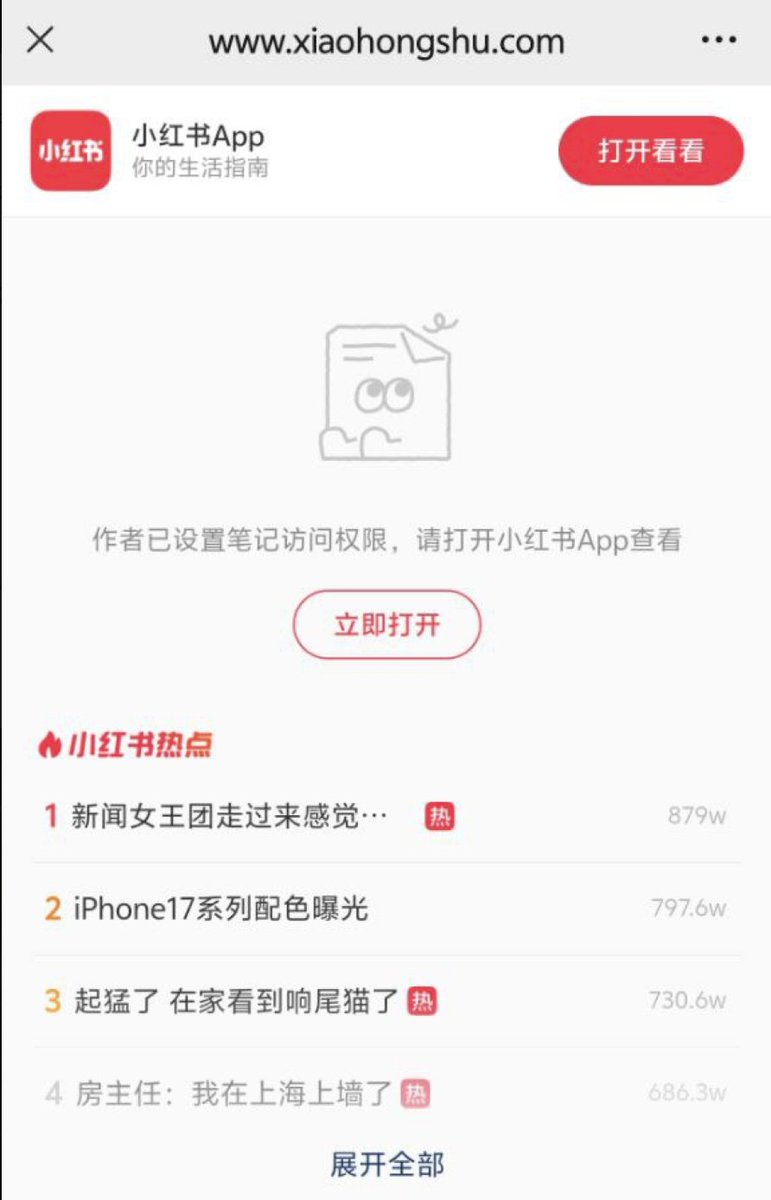 www.xiaohongshu.com
小红书
小红书App
你的生活指南
打开看看
作者已设置笔记访问权限，请打开小红书App查看
立即打开
小红书热点
1 新闻女王团走过来感觉… 热 879w
2 iPhone17系列配色曝光 797.6w
3 起猛了 在家看到响尾猫了 热 730.6w
4 房主任：我在上海上墙了 热 686.3w
展开全部